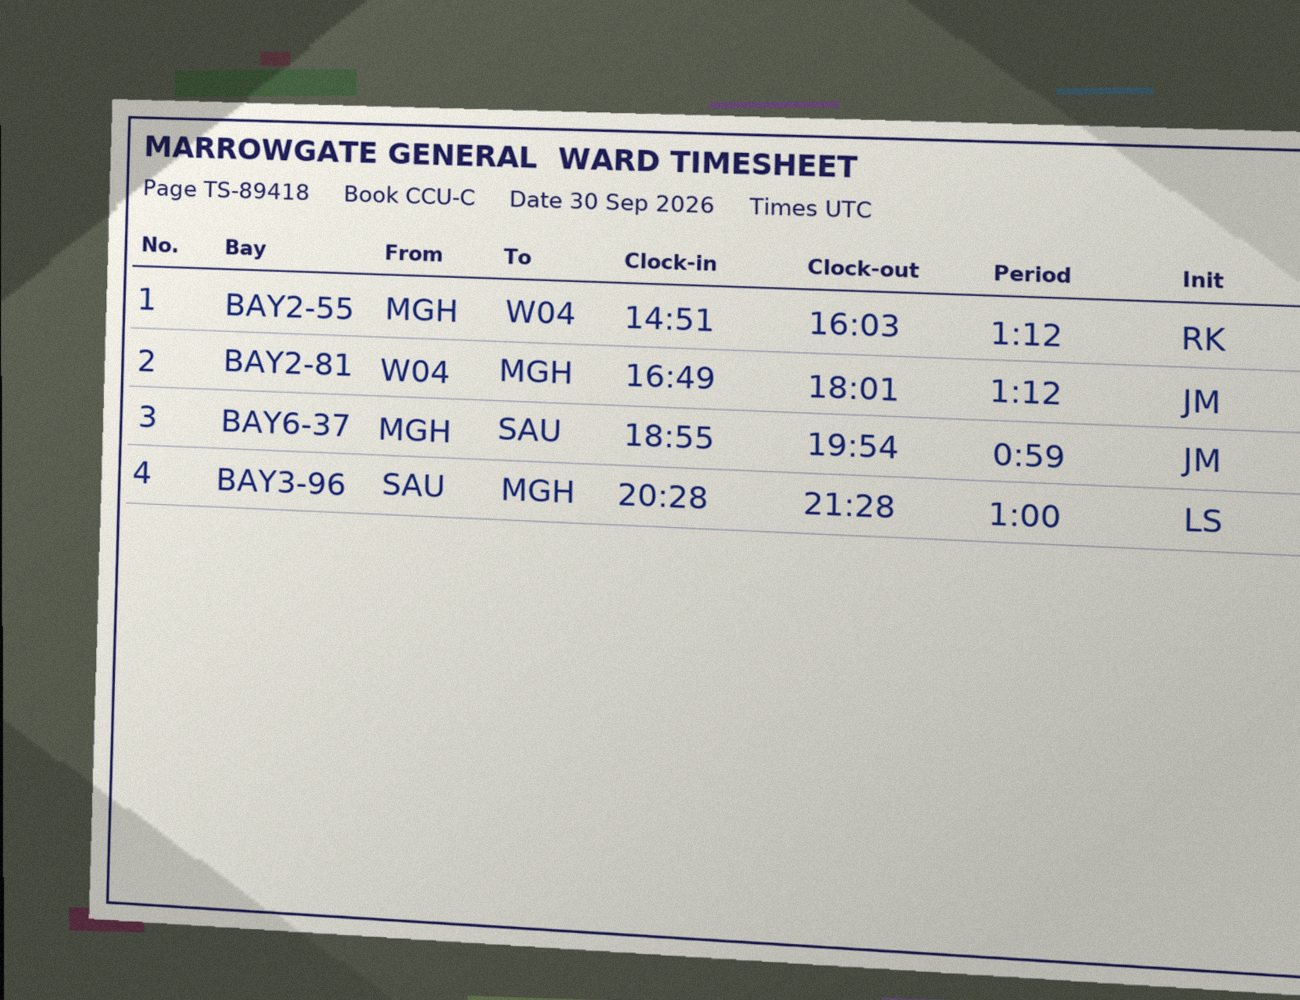 MARROWGATE GENERAL WARD TIMESHEET
Page TS-89418 Book CCU-C Date 30 Sep 2026 Times UTC
No. Bay From To Clock-in Clock-out Period Init
1 BAY2-55 MGH W04 14:51 16:03 1:12 RK
2 BAY2-81 W04 MGH 16:49 18:01 1:12 JM
3 BAY6-37 MGH SAU 18:55 19:54 0:59 JM
4 BAY3-96 SAU MGH 20:28 21:28 1:00 LS